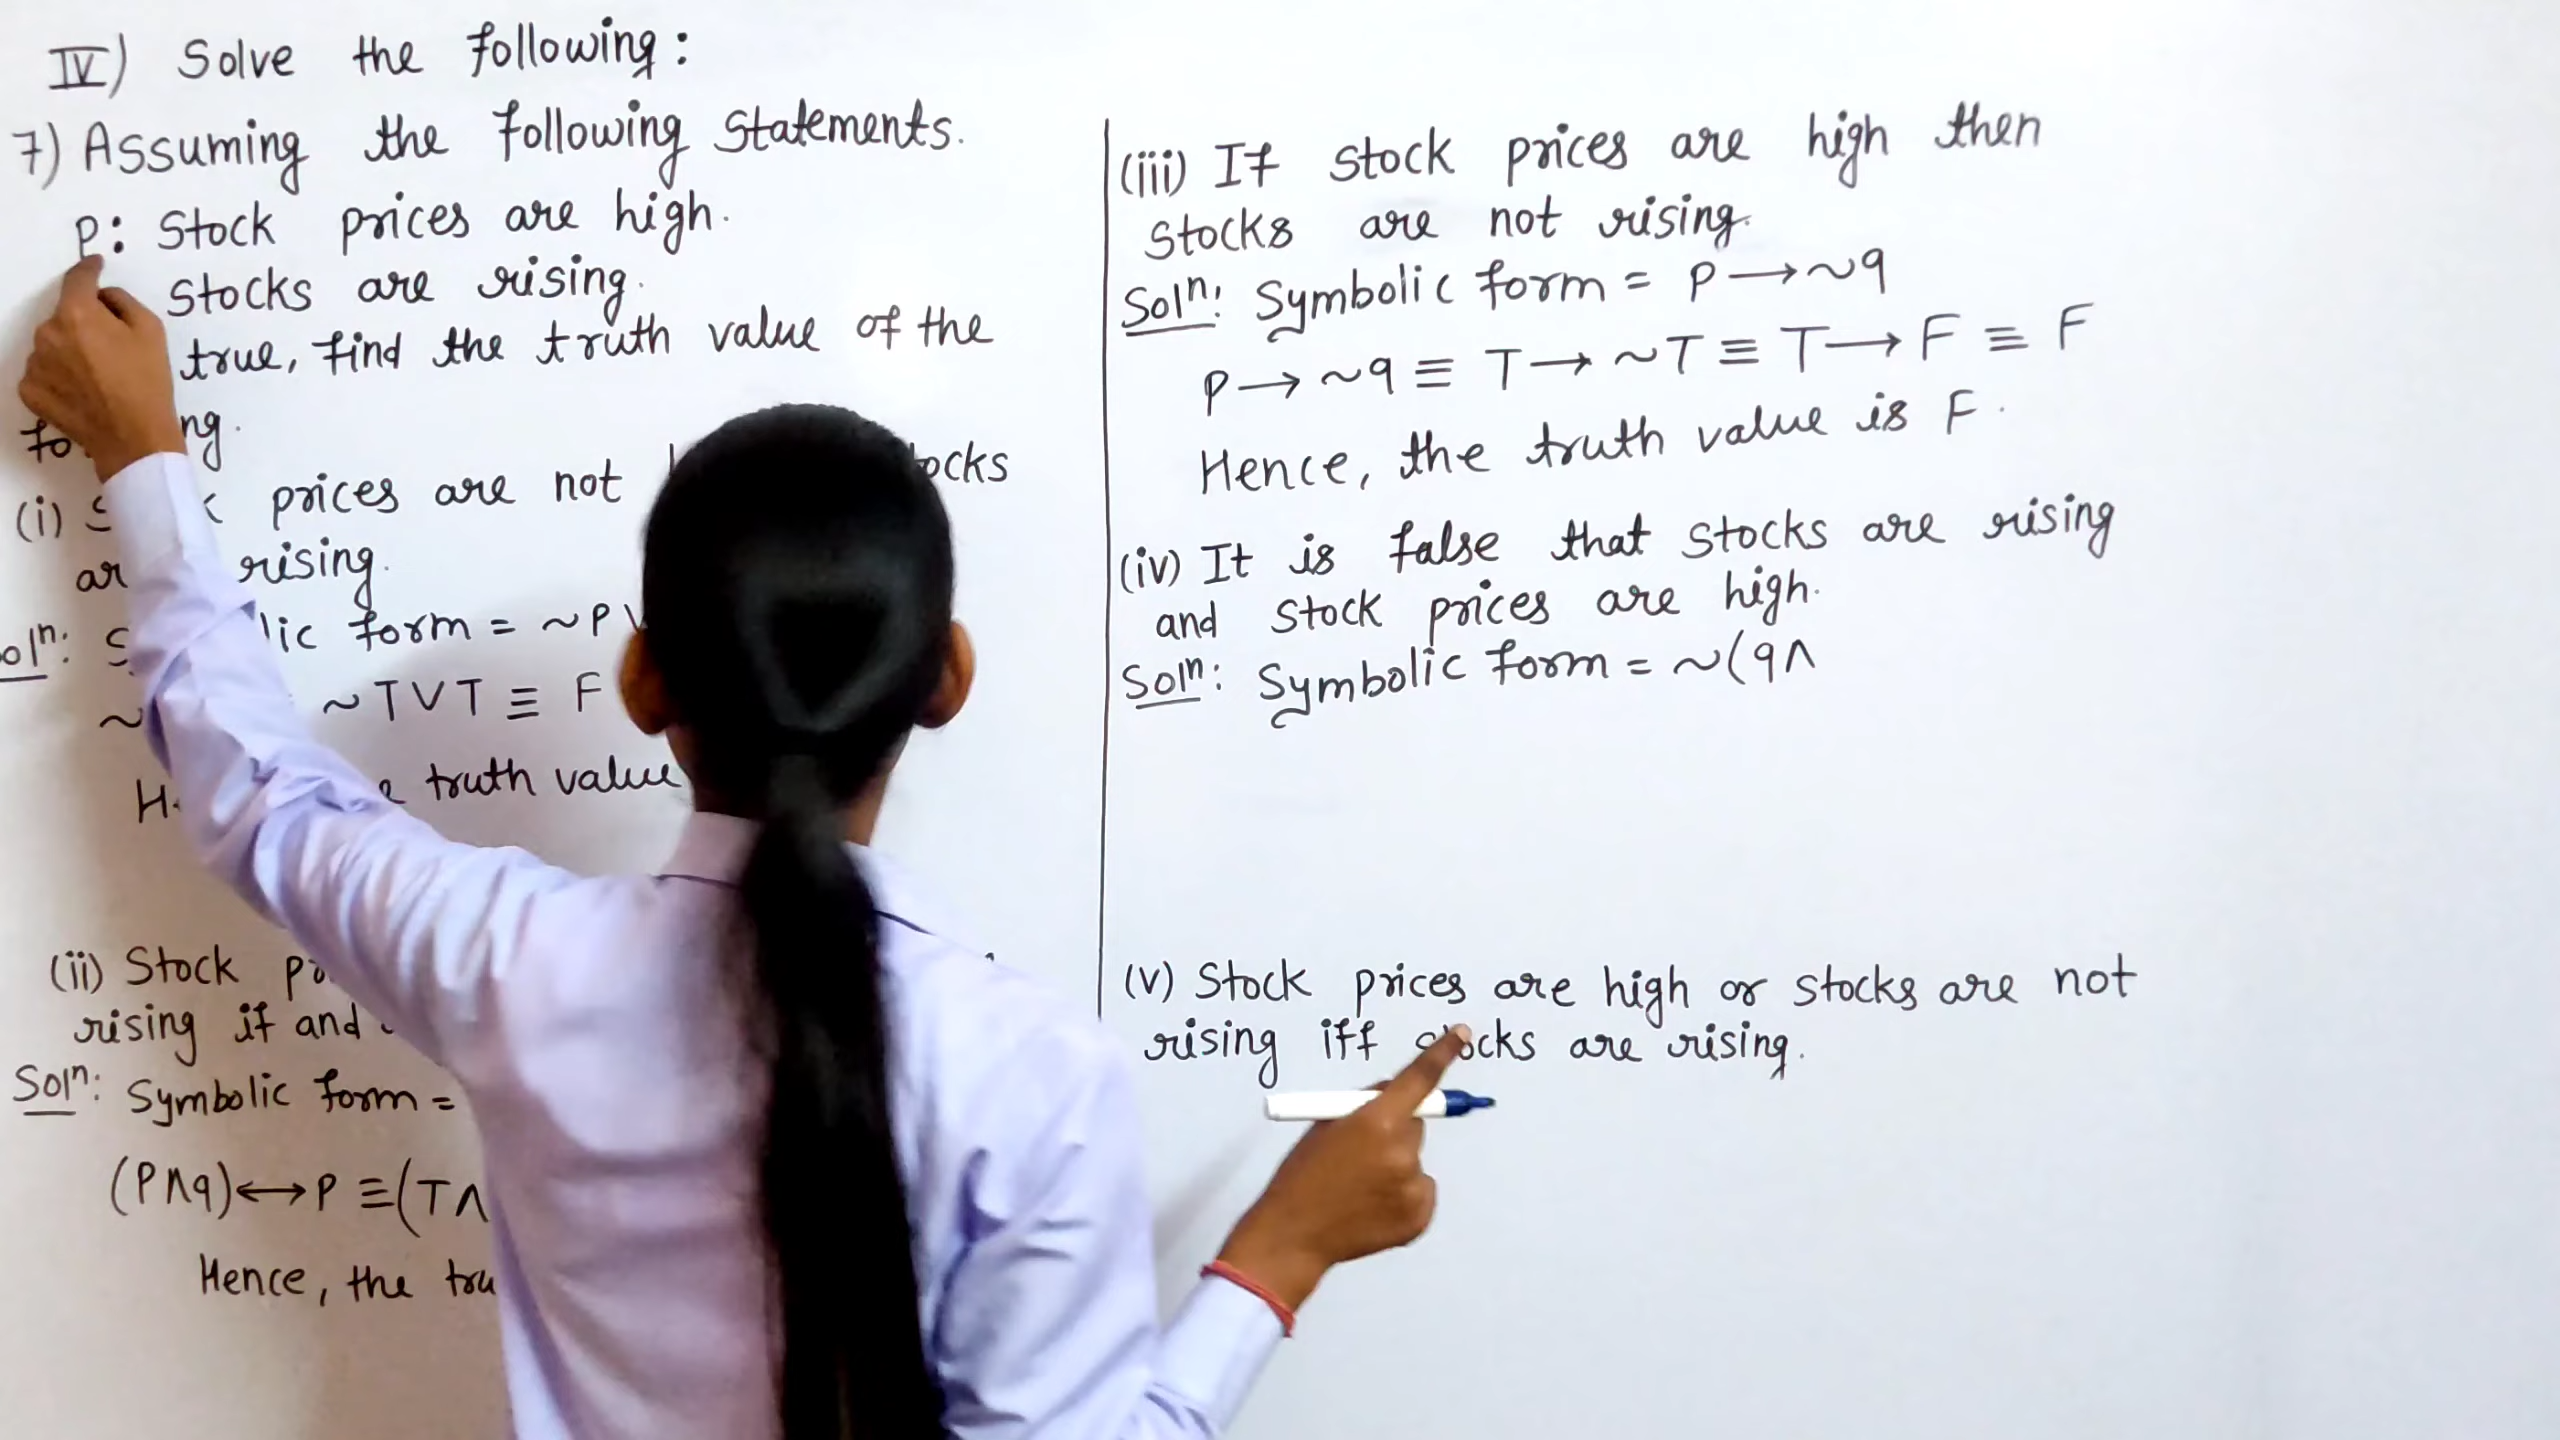 IV) Solve the following:
7) Assuming the following statements.
p: Stock prices are high.
stocks are rising.
true, find the truth value of the
ng.
(i) prices are not
rising.
form = ~p
~TVT ≡ F
truth value
(ii) Stock
rising if and
Solⁿ: Symbolic form =
(p∧q)↔p ≡ (T∧
Hence, the
(iii) If stock prices are high then
stocks are not rising.
Solⁿ: Symbolic form = p→~q
p→~q ≡ T→~T ≡ T→F ≡ F
Hence, the truth value is F.
(iv) It is false that stocks are rising
and stock prices are high.
Solⁿ: Symbolic form = ~(q∧
(v) Stock prices are high or stocks are not
rising iff stocks are rising.